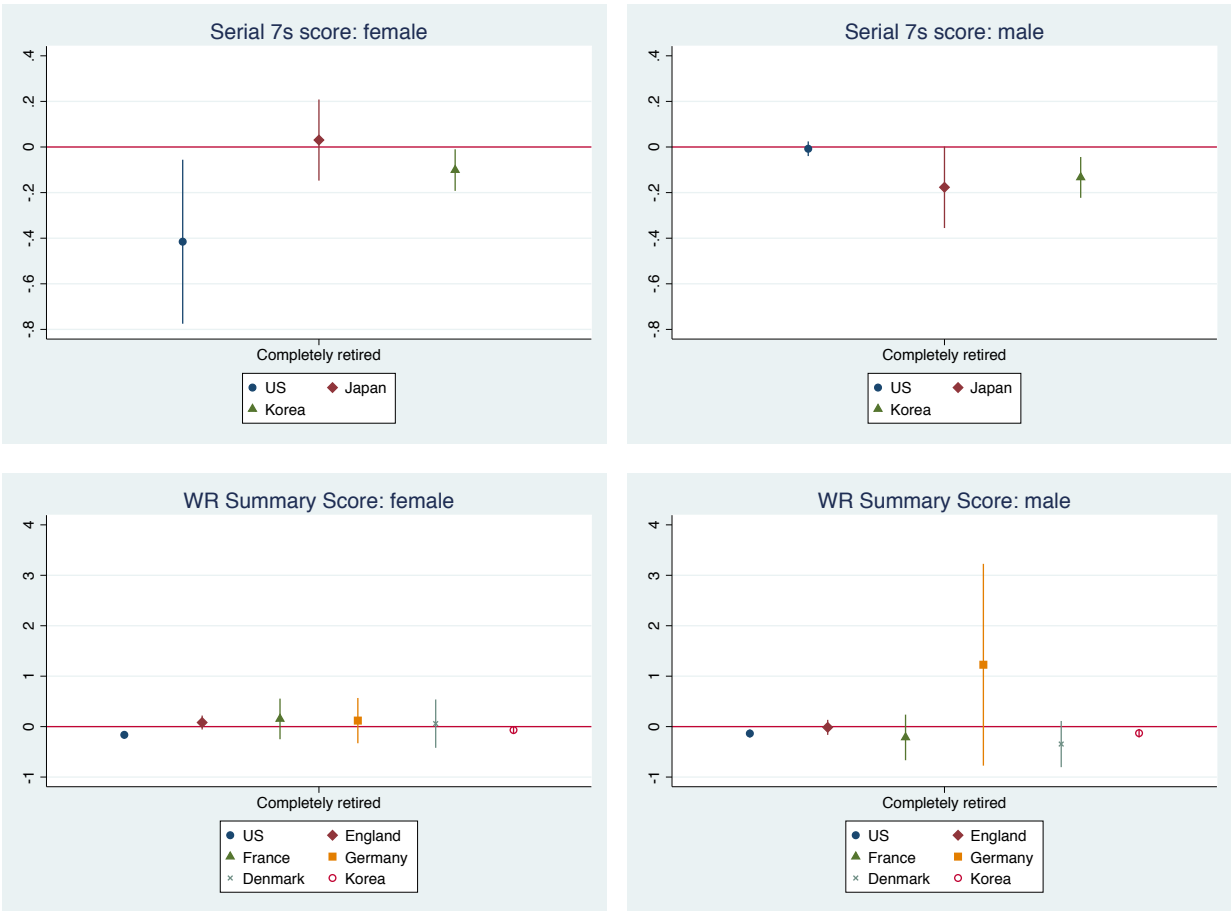 Serial 7s score: female
.4
.2
0
-.2
-.4
-.6
-.8
Completely retired
US Japan
Korea
Serial 7s score: male
.4
.2
0
-.2
-.4
-.6
-.8
Completely retired
US Japan
Korea
WR Summary Score: female
4
3
2
1
0
-1
Completely retired
US England
France Germany
Denmark Korea
WR Summary Score: male
4
3
2
1
0
-1
Completely retired
US England
France Germany
Denmark Korea